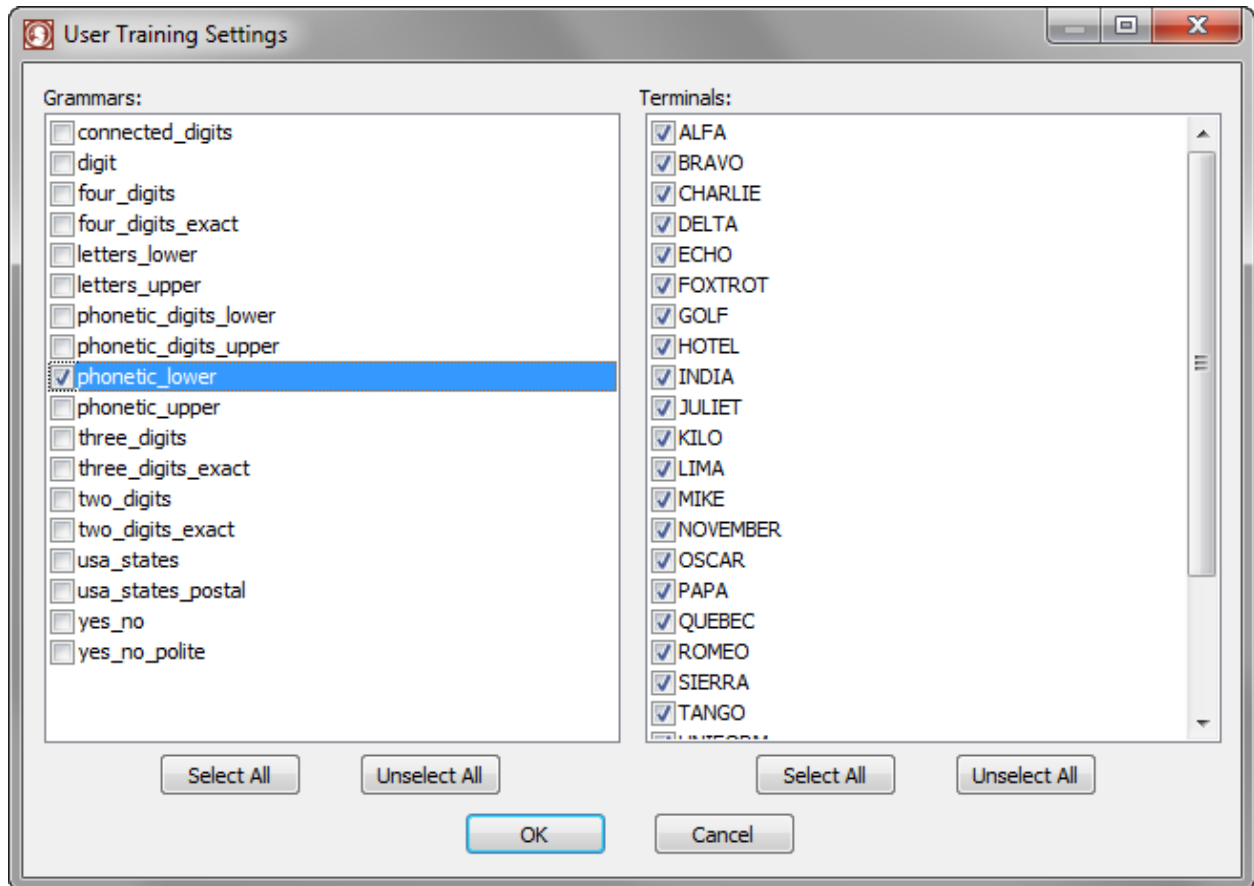 User Training Settings
Grammars:
connected_digits
digit
four_digits
four_digits_exact
letters_lower
letters_upper
phonetic_digits_lower
phonetic_digits_upper
phonetic_lower
phonetic_upper
three_digits
three_digits_exact
two_digits
two_digits_exact
usa_states
usa_states_postal
yes_no
yes_no_polite
Select All
Unselect All
Terminals:
ALFA
BRAVO
CHARLIE
DELTA
ECHO
FOXTROT
GOLF
HOTEL
INDIA
JULIET
KILO
LIMA
MIKE
NOVEMBER
OSCAR
PAPA
QUEBEC
ROMEO
SIERRA
TANGO
Select All
Unselect All
OK
Cancel